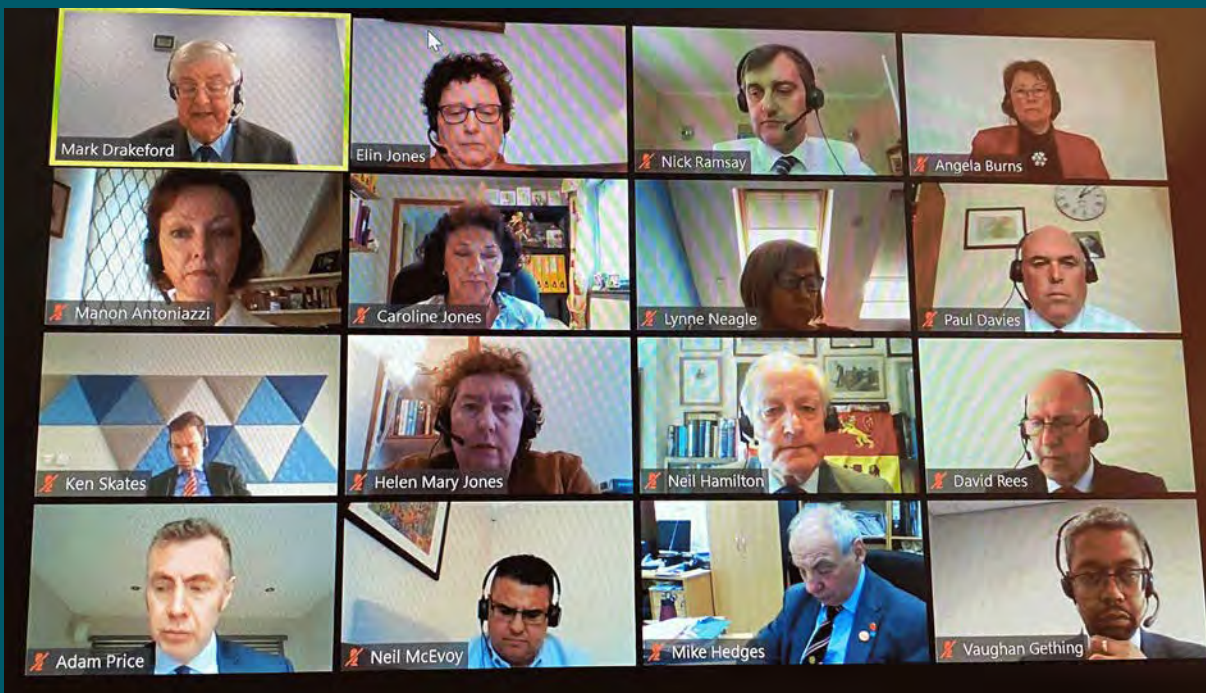 Mark Drakeford
Elin Jones
Nick Ramsay
Angela Burns
Manon Antoniazzi
Caroline Jones
Lynne Neagle
Paul Davies
Ken Skates
Helen Mary Jones
Neil Hamilton
David Rees
Adam Price
Neil McEvoy
Mike Hedges
Vaughan Gething